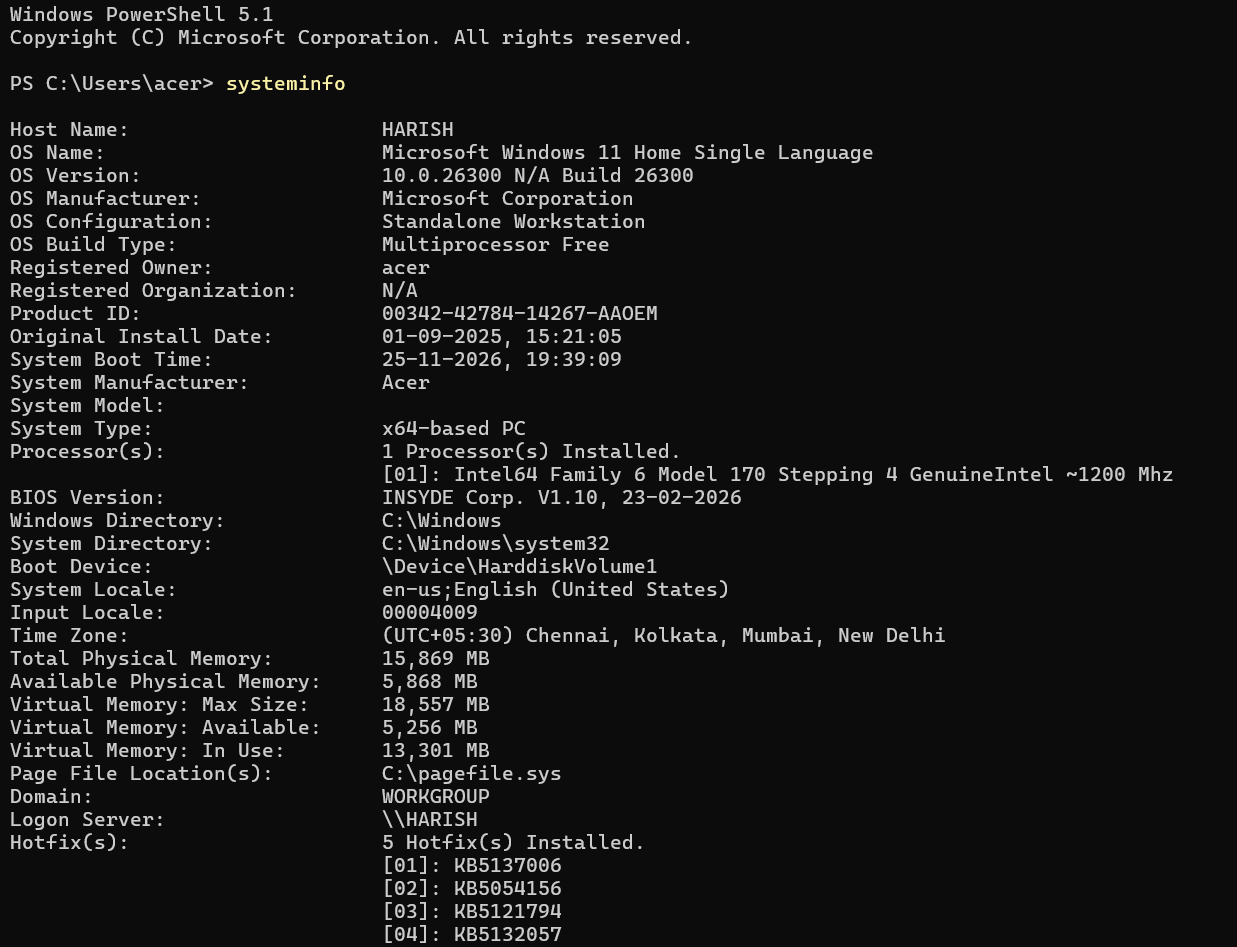 Windows PowerShell 5.1
Copyright (C) Microsoft Corporation. All rights reserved.
PS C:\Users\acer> systeminfo
Host Name: HARISH
OS Name: Microsoft Windows 11 Home Single Language
OS Version: 10.0.26300 N/A Build 26300
OS Manufacturer: Microsoft Corporation
OS Configuration: Standalone Workstation
OS Build Type: Multiprocessor Free
Registered Owner: acer
Registered Organization: N/A
Product ID: 00342-42784-14267-AAOEM
Original Install Date: 01-09-2025, 15:21:05
System Boot Time: 25-11-2026, 19:39:09
System Manufacturer: Acer
System Model:
System Type: x64-based PC
Processor(s): 1 Processor(s) Installed.
[01]: Intel64 Family 6 Model 170 Stepping 4 GenuineIntel ~1200 Mhz
BIOS Version: INSYDE Corp. V1.10, 23-02-2026
Windows Directory: C:\Windows
System Directory: C:\Windows\system32
Boot Device: \Device\HarddiskVolume1
System Locale: en-us;English (United States)
Input Locale: 00004009
Time Zone: (UTC+05:30) Chennai, Kolkata, Mumbai, New Delhi
Total Physical Memory: 15,869 MB
Available Physical Memory: 5,868 MB
Virtual Memory: Max Size: 18,557 MB
Virtual Memory: Available: 5,256 MB
Virtual Memory: In Use: 13,301 MB
Page File Location(s): C:\pagefile.sys
Domain: WORKGROUP
Logon Server: \\HARISH
Hotfix(s): 5 Hotfix(s) Installed.
[01]: KB5137006
[02]: KB5054156
[03]: KB5121794
[04]: KB5132057